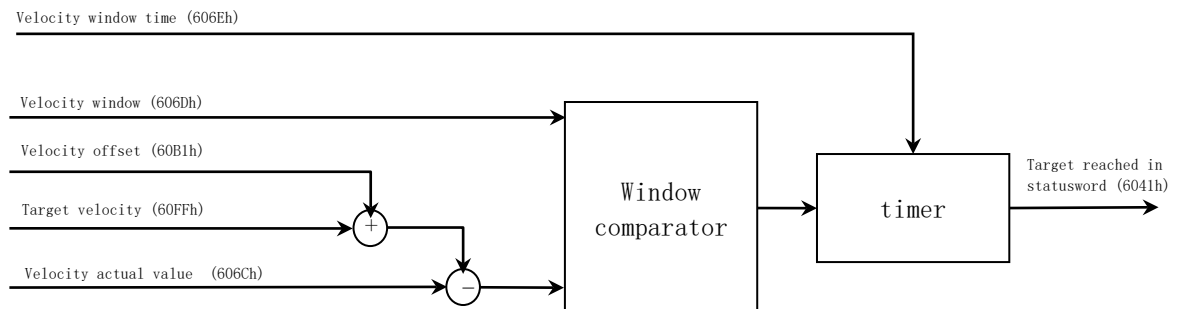 Velocity window time (606Eh)
Velocity window (606Dh)
Velocity offset (60B1h)
Target velocity (60FFh)
+
Velocity actual value (606Ch)
−
Window
comparator
timer
Target reached in
statusword (6041h)